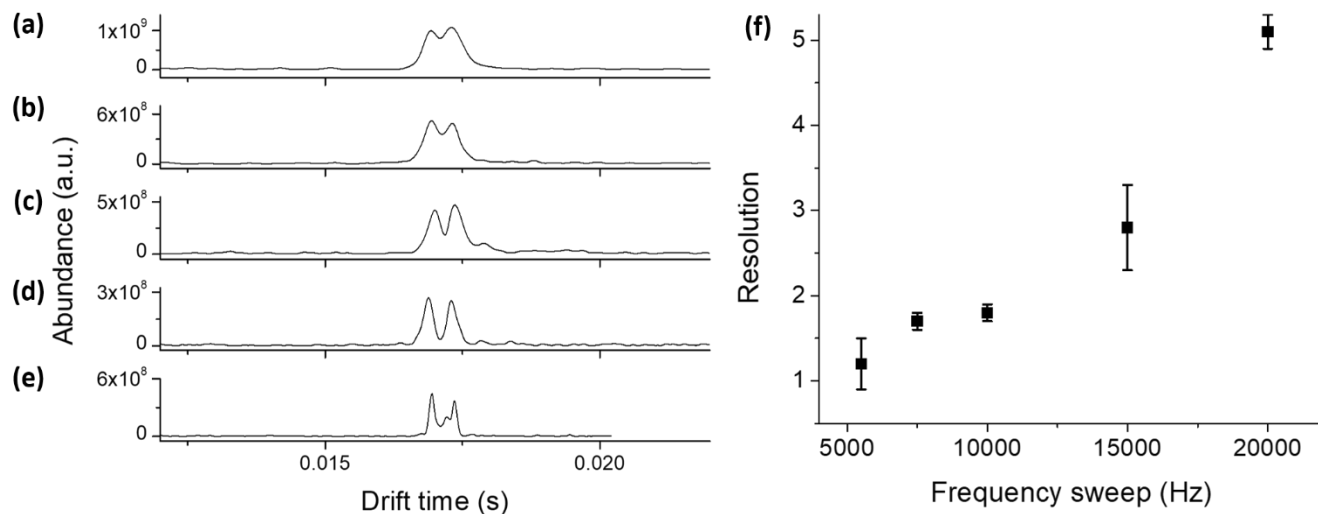 (a)
1x10⁹
0
(b)
6x10⁸
0
(c)
5x10⁸
0
(d)
3x10⁸
0
(e)
6x10⁸
0
Abundance (a.u.)
0.015
0.020
Drift time (s)
(f)
5
4
3
2
1
Resolution
5000
10000
15000
20000
Frequency sweep (Hz)